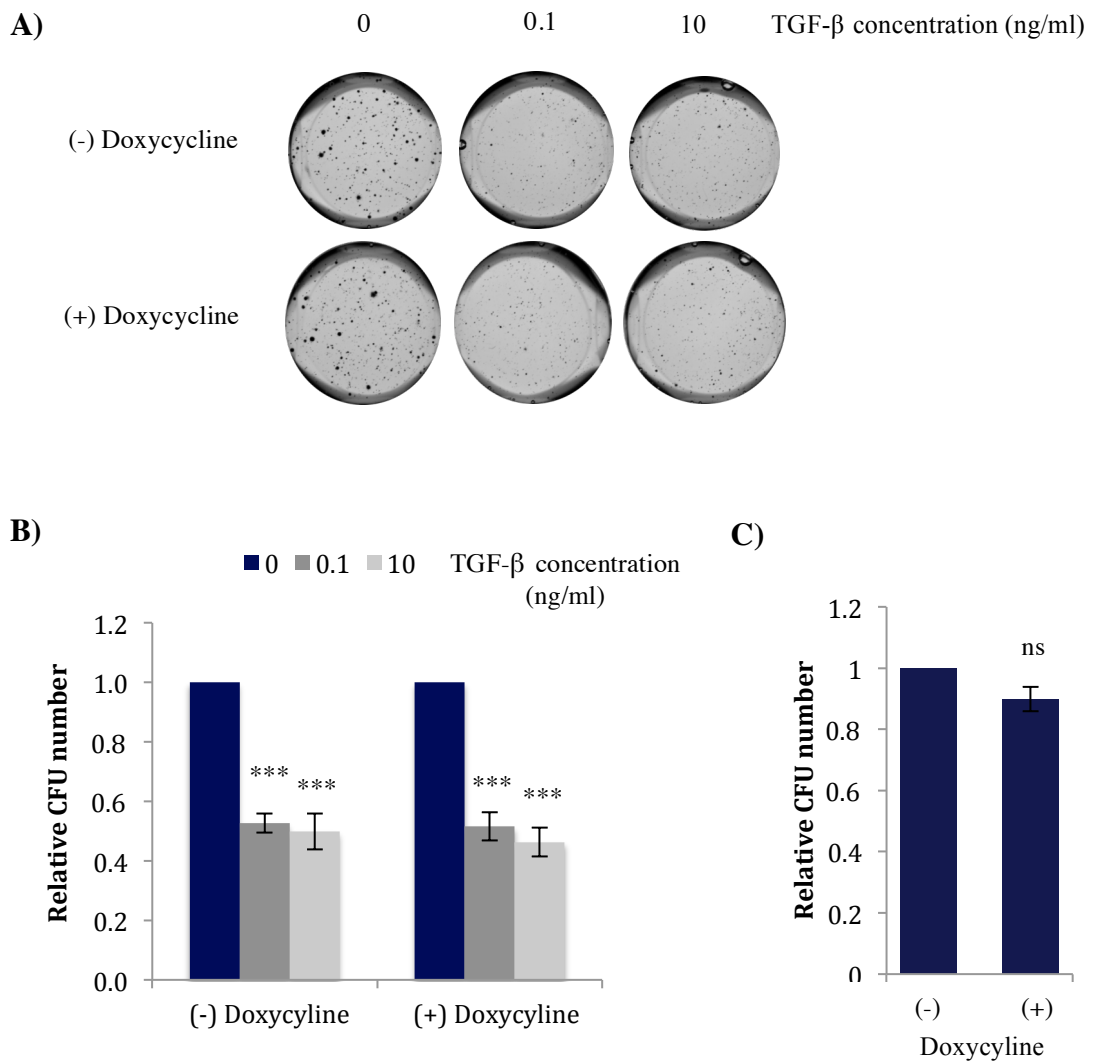 A)
0 0.1 10 TGF-β concentration (ng/ml)
(-) Doxycycline
(+) Doxycycline
B)
0 0.1 10 TGF-β concentration
(ng/ml)
Relative CFU number
1.2
1.0
0.8
0.6
0.4
0.2
0.0
*** ***
*** ***
(-) Doxycyline (+) Doxycyline
C)
Relative CFU number
1.2
1
0.8
0.6
0.4
0.2
0
ns
(-) (+)
Doxycyline